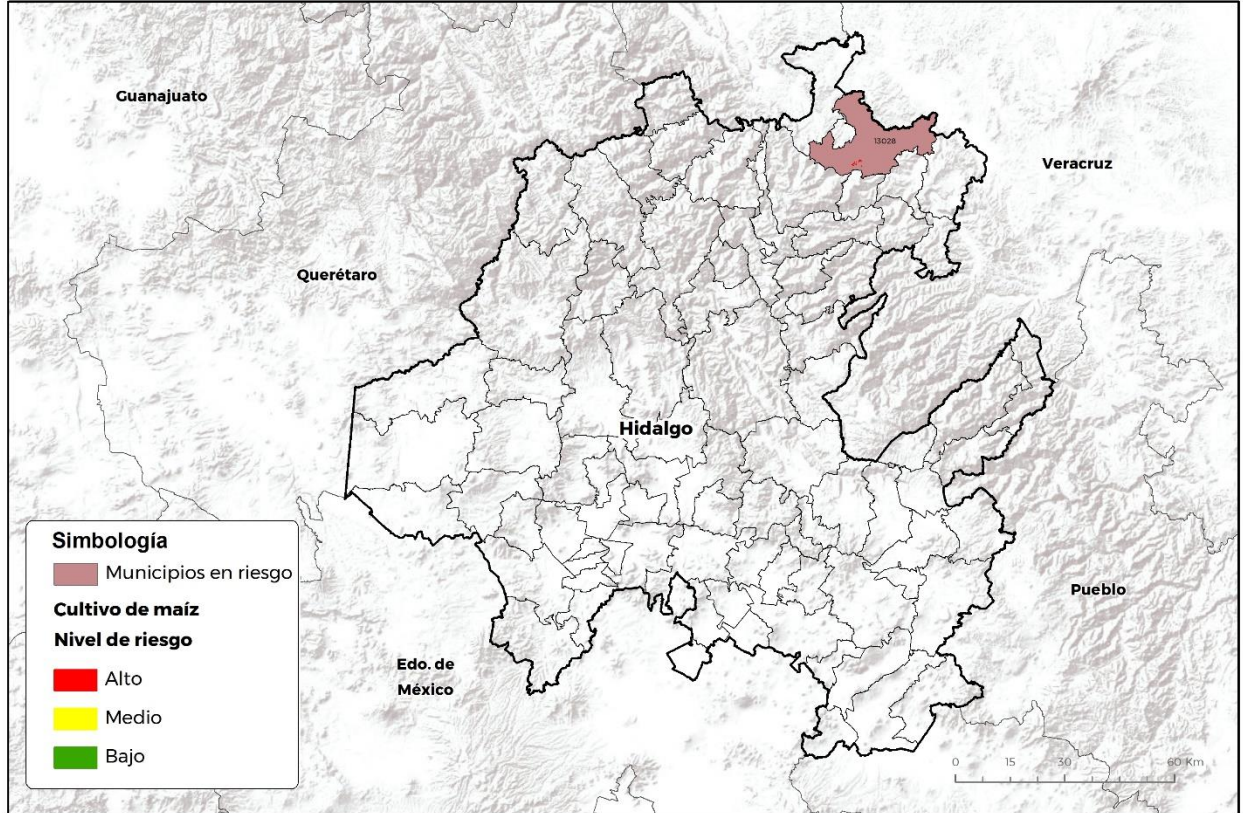 Guanajuato
13028
Veracruz
Querétaro
Hidalgo
Simbología
Municipios en riesgo
Cultivo de maíz
Nivel de riesgo
Alto
Medio
Bajo
Edo. de
México
Pueblo
0 15 30 60 Km